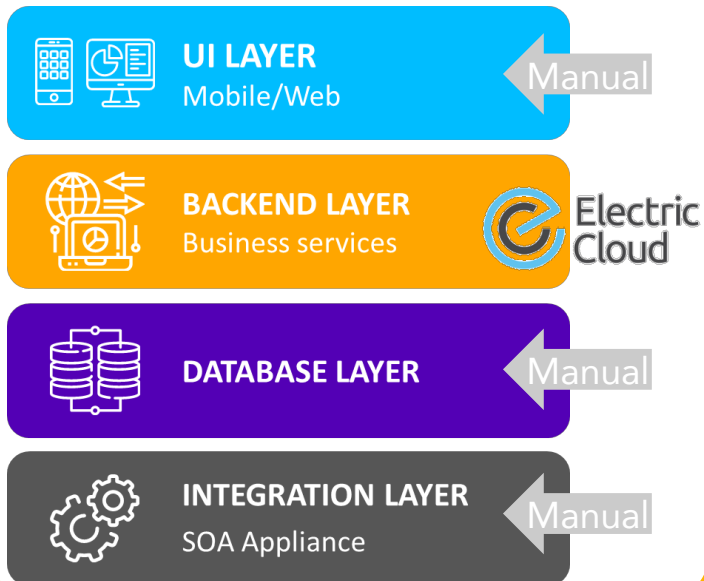 UI LAYER
Mobile/Web
Manual
BACKEND LAYER
Business services
Electric
Cloud
DATABASE LAYER
Manual
INTEGRATION LAYER
SOA Appliance
Manual